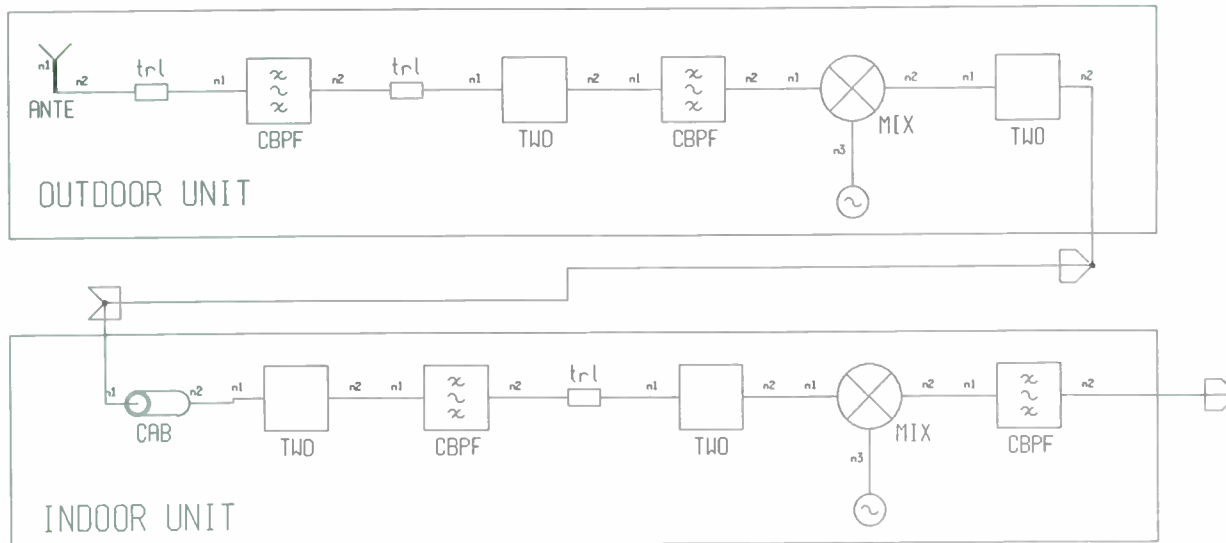 n1 n2 trl n1 n2 trl n1 n2 n1 n2 n1 n2 n1 n2
ANTE CBPF TWO CBPF MIX TWO
n3
OUTDOOR UNIT
n1 n2 n1 n2 n1 n2 trl n1 n2 n1 n2 n1 n2
CAB TWO CBPF TWO MIX CBPF
n3
INDOOR UNIT